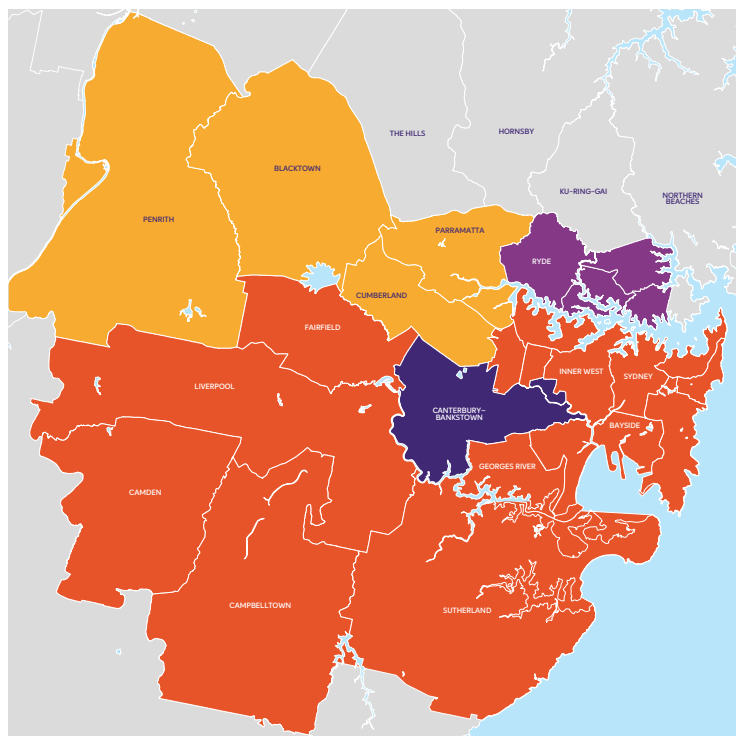 THE HILLS
HORNSBY
BLACKTOWN
KU-RING-GAI
NORTHERN
BEACHES
PENRITH
PARRAMATTA
RYDE
CUMBERLAND
FAIRFIELD
INNER WEST
SYDNEY
LIVERPOOL
CANTERBURY–
BANKSTOWN
BAYSIDE
GEORGES RIVER
CAMDEN
CAMPBELLTOWN
SUTHERLAND